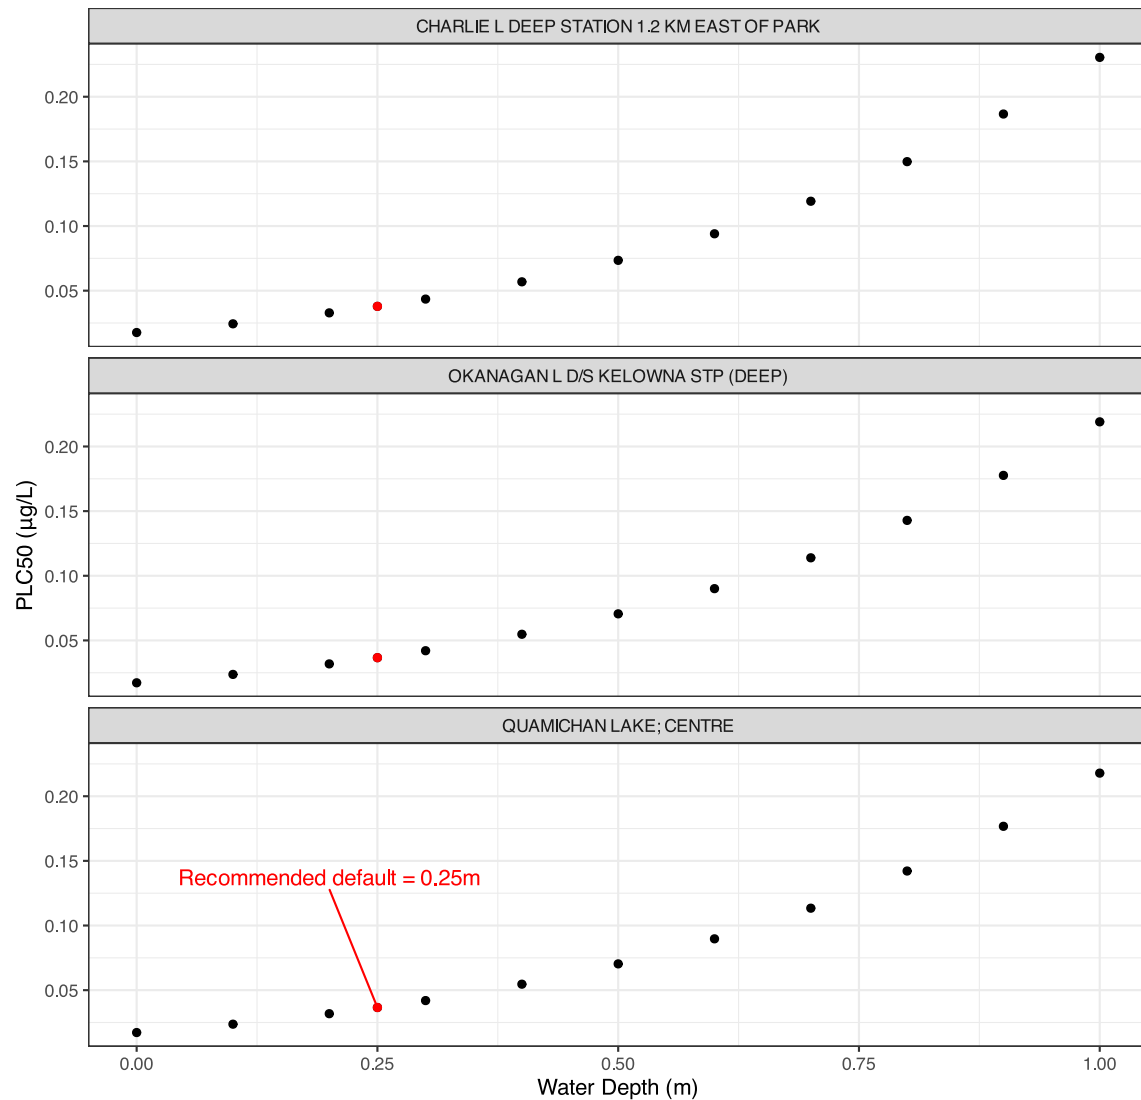 CHARLIE L DEEP STATION 1.2 KM EAST OF PARK
0.20
0.15
0.10
0.05
OKANAGAN L D/S KELOWNA STP (DEEP)
0.20
0.15
0.10
0.05
PLC50 (µg/L)
QUAMICHAN LAKE; CENTRE
0.20
0.15
0.10
0.05
Recommended default = 0.25m
0.00 0.25 0.50 0.75 1.00
Water Depth (m)